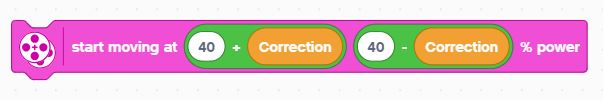 start moving at 40 + Correction 40 - Correction % power